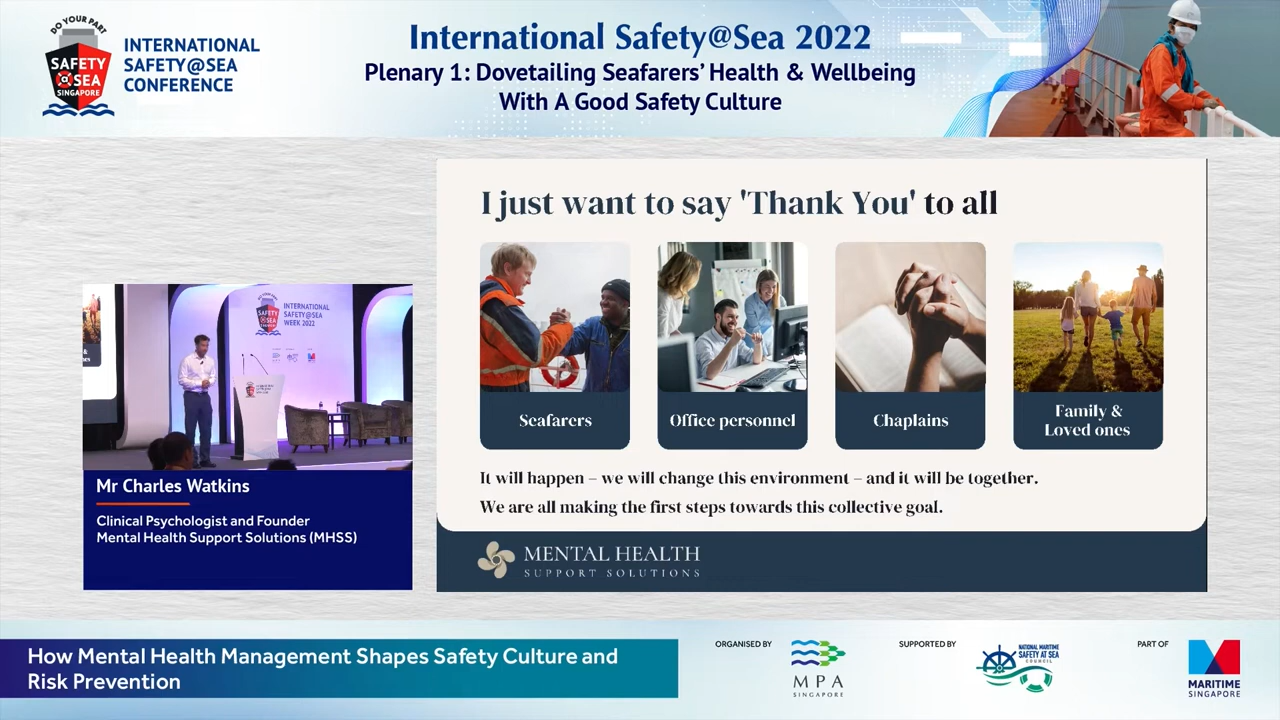 DO YOUR PART
SAFETY
@SEA
SINGAPORE
INTERNATIONAL
SAFETY@SEA
CONFERENCE
International Safety@Sea 2022
Plenary 1: Dovetailing Seafarers' Health & Wellbeing
With A Good Safety Culture
I just want to say 'Thank You' to all
Seafarers
Office personnel
Chaplains
Family &
Loved ones
It will happen – we will change this environment – and it will be together.
We are all making the first steps towards this collective goal.
MENTAL HEALTH
SUPPORT SOLUTIONS
SAFETY
@SEA
INTERNATIONAL
SAFETY@SEA
WEEK 2022
Mr Charles Watkins
Clinical Psychologist and Founder
Mental Health Support Solutions (MHSS)
How Mental Health Management Shapes Safety Culture and
Risk Prevention
ORGANISED BY
MPA
SINGAPORE
SUPPORTED BY
NATIONAL MARITIME
SAFETY AT SEA
COUNCIL
PART OF
MARITIME
SINGAPORE